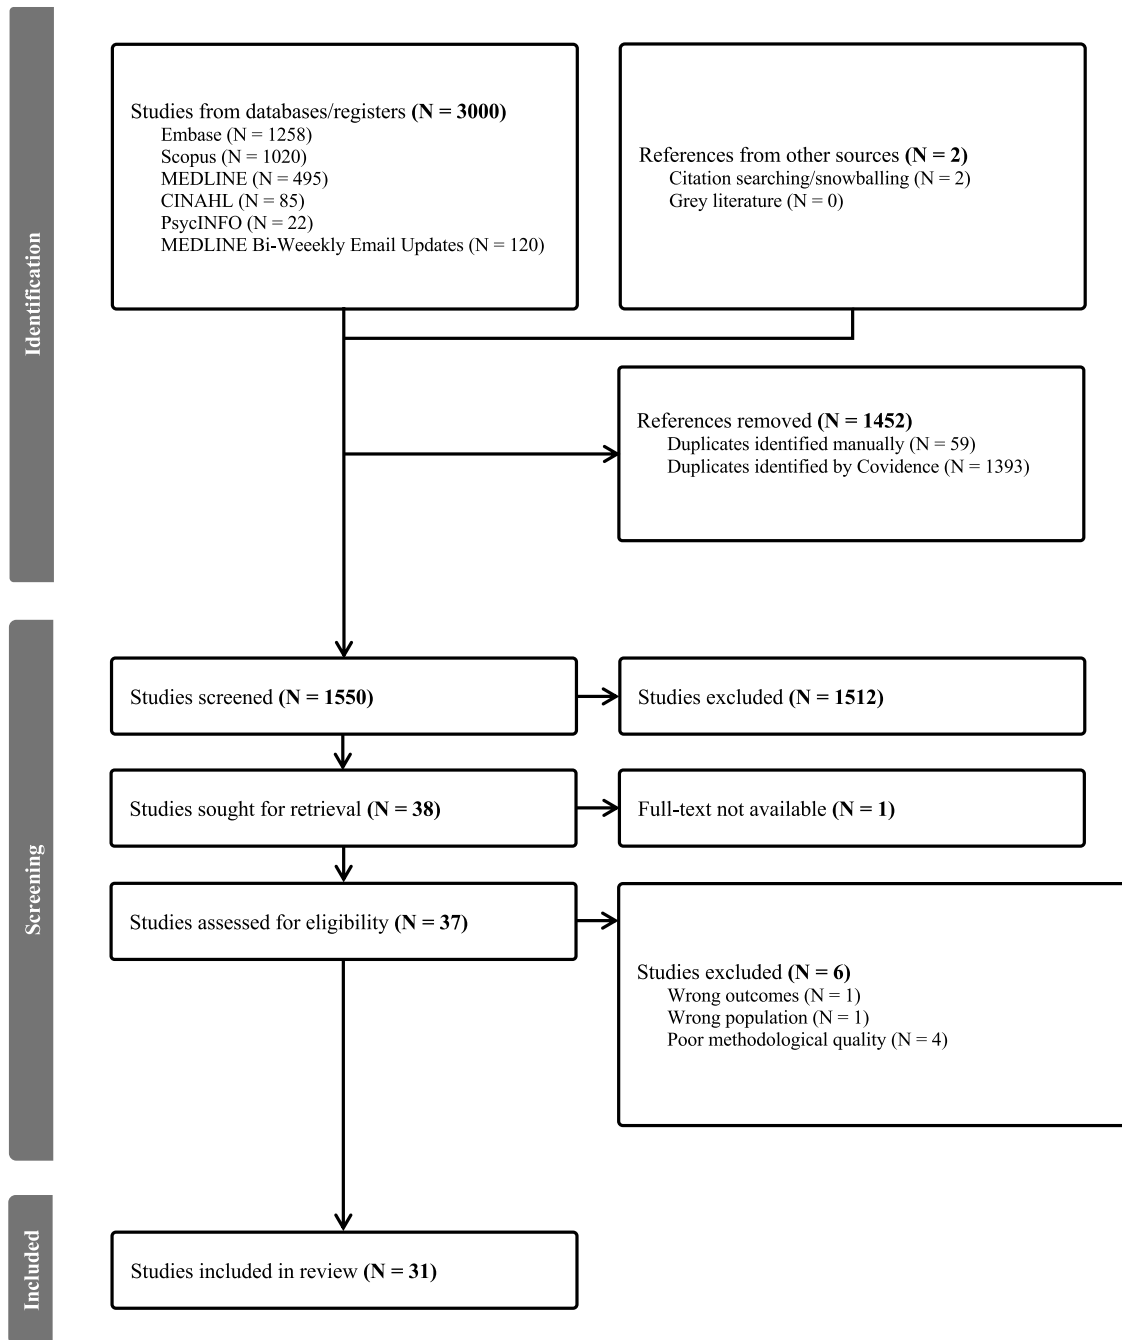 Identification
Studies from databases/registers (N = 3000)
Embase (N = 1258)
Scopus (N = 1020)
MEDLINE (N = 495)
CINAHL (N = 85)
PsycINFO (N = 22)
MEDLINE Bi-Weeekly Email Updates (N = 120)
References from other sources (N = 2)
Citation searching/snowballing (N = 2)
Grey literature (N = 0)
References removed (N = 1452)
Duplicates identified manually (N = 59)
Duplicates identified by Covidence (N = 1393)
Screening
Studies screened (N = 1550)
Studies excluded (N = 1512)
Studies sought for retrieval (N = 38)
Full-text not available (N = 1)
Studies assessed for eligibility (N = 37)
Studies excluded (N = 6)
Wrong outcomes (N = 1)
Wrong population (N = 1)
Poor methodological quality (N = 4)
Included
Studies included in review (N = 31)